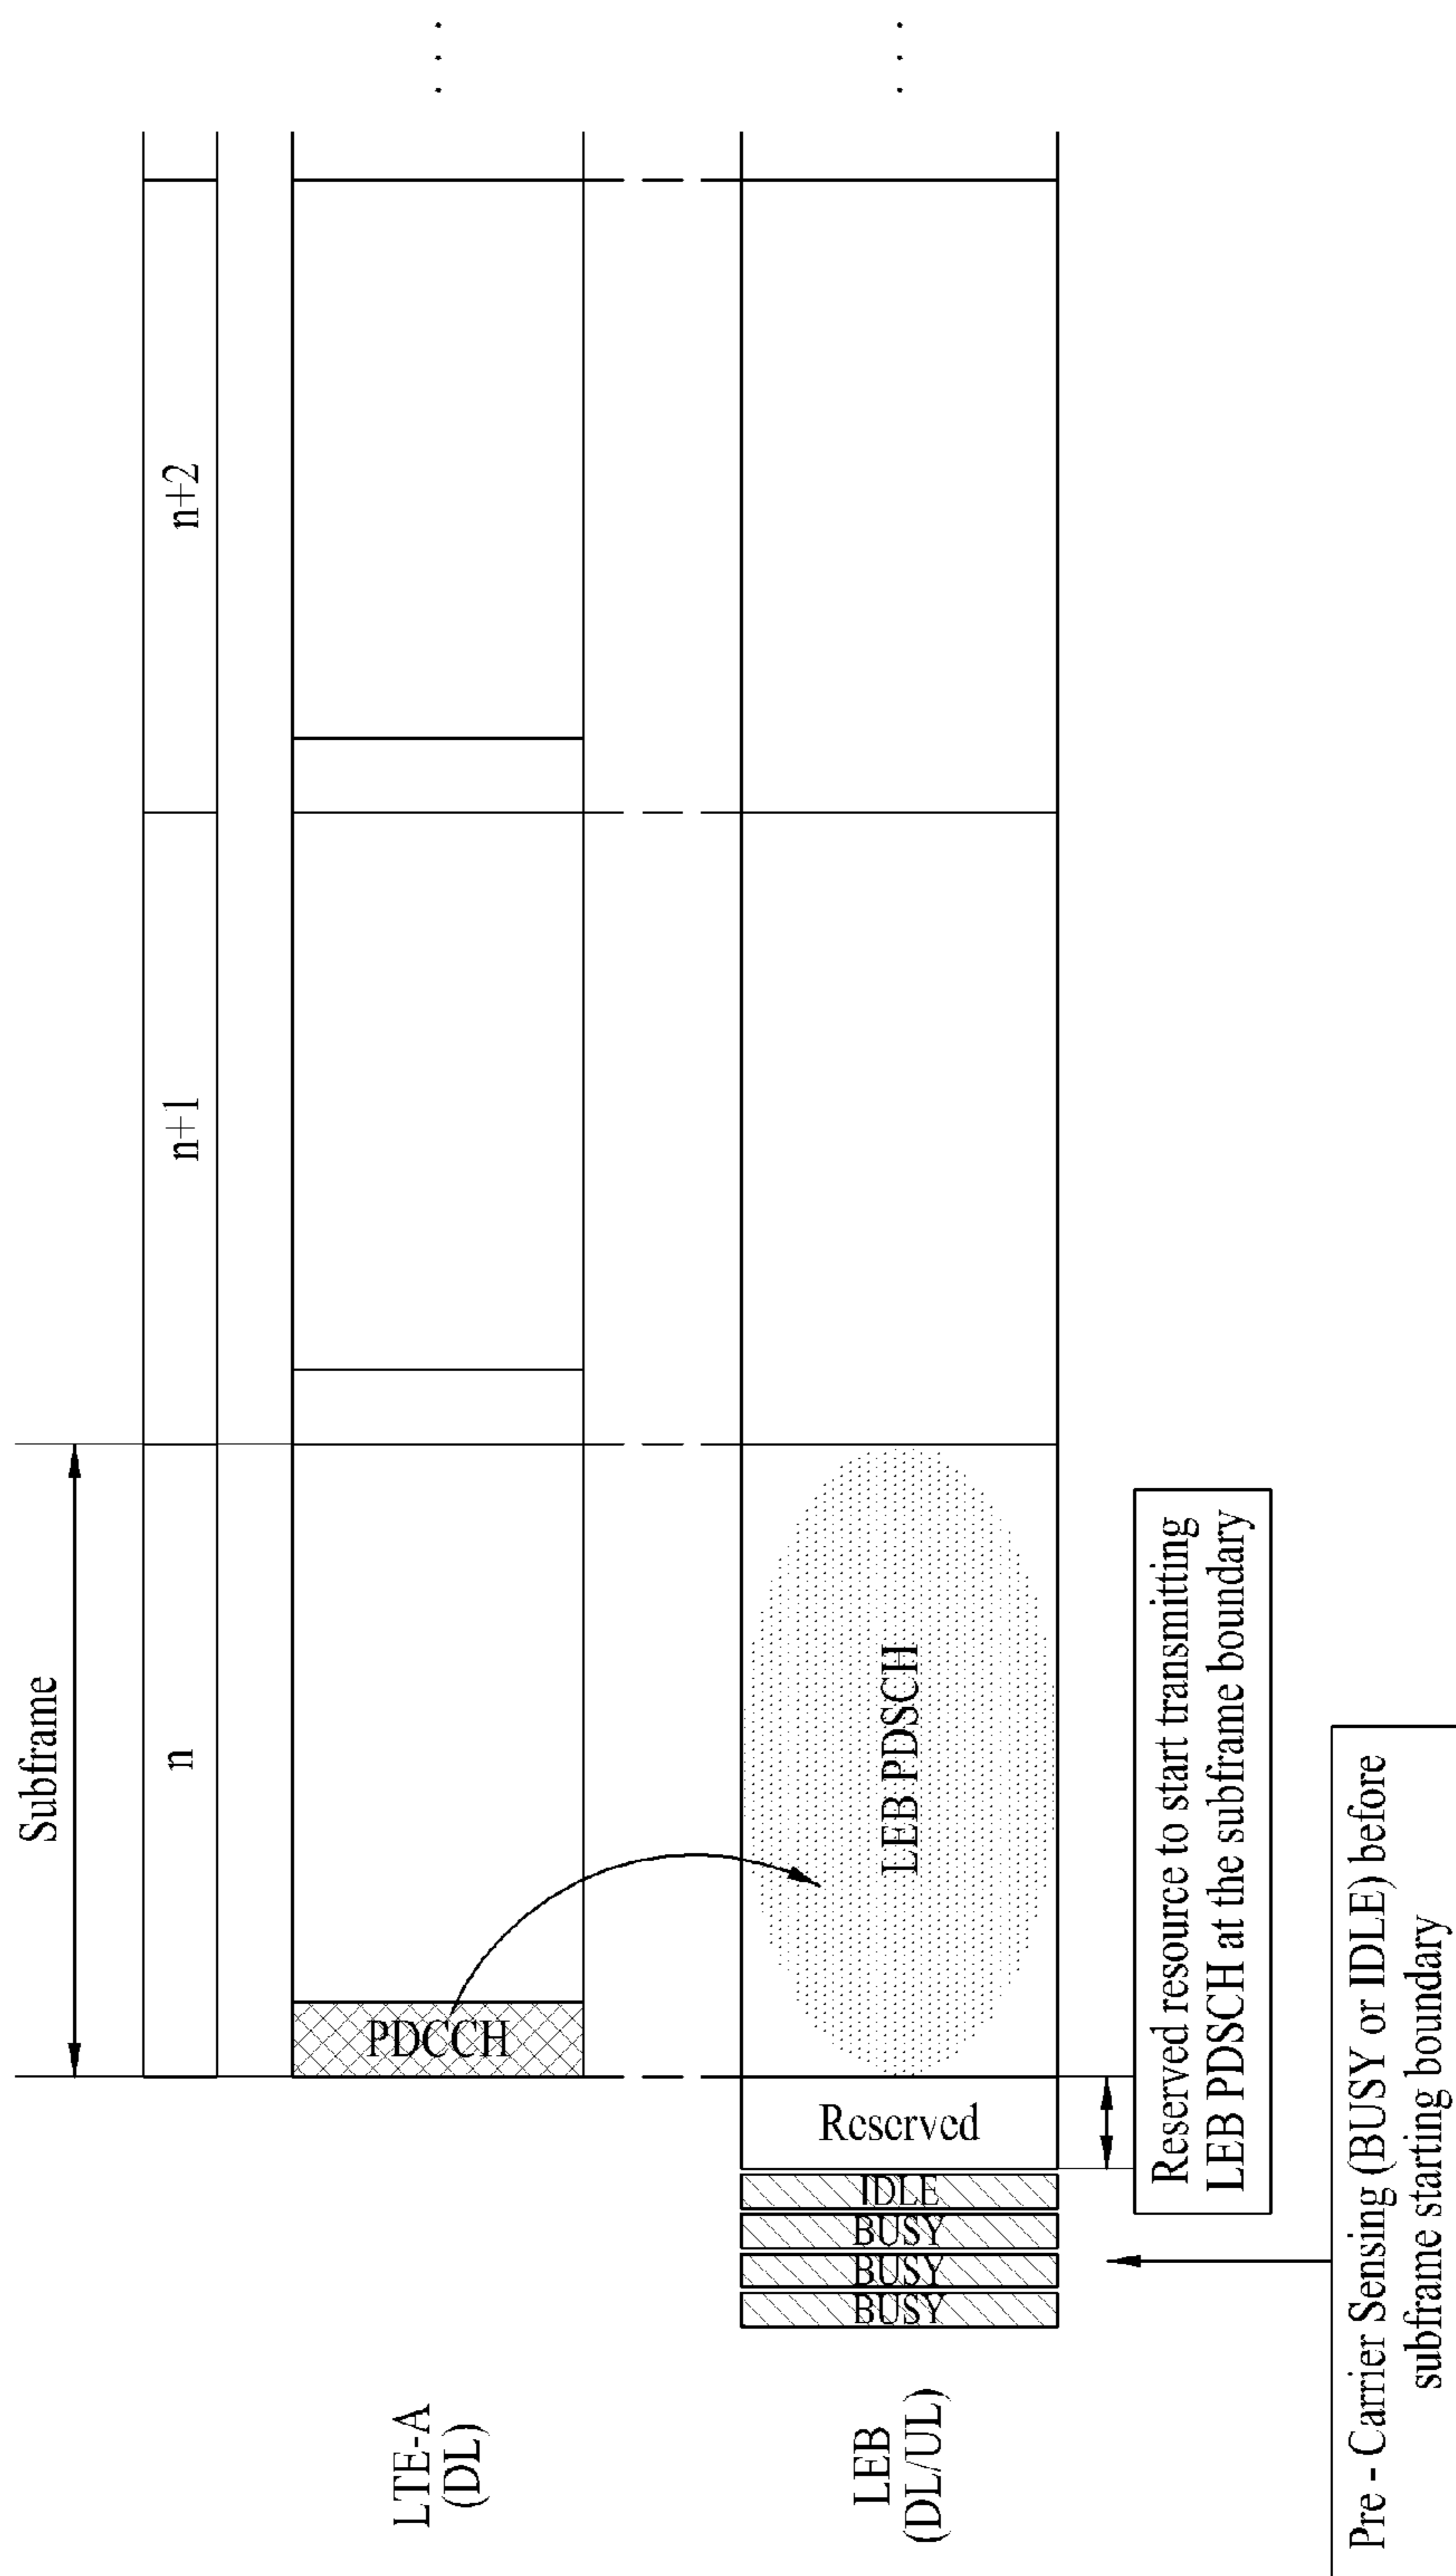 Subframe
n
n+1
n+2
LTE-A
(DL)
PDCCH
. . .
LEB
(DL/UL)
BUSY
BUSY
BUSY
IDLE
Reserved
LEB PDSCH
. . .
Reserved resource to start transmitting
LEB PDSCH at the subframe boundary
Pre - Carrier Sensing (BUSY or IDLE) before
subframe starting boundary